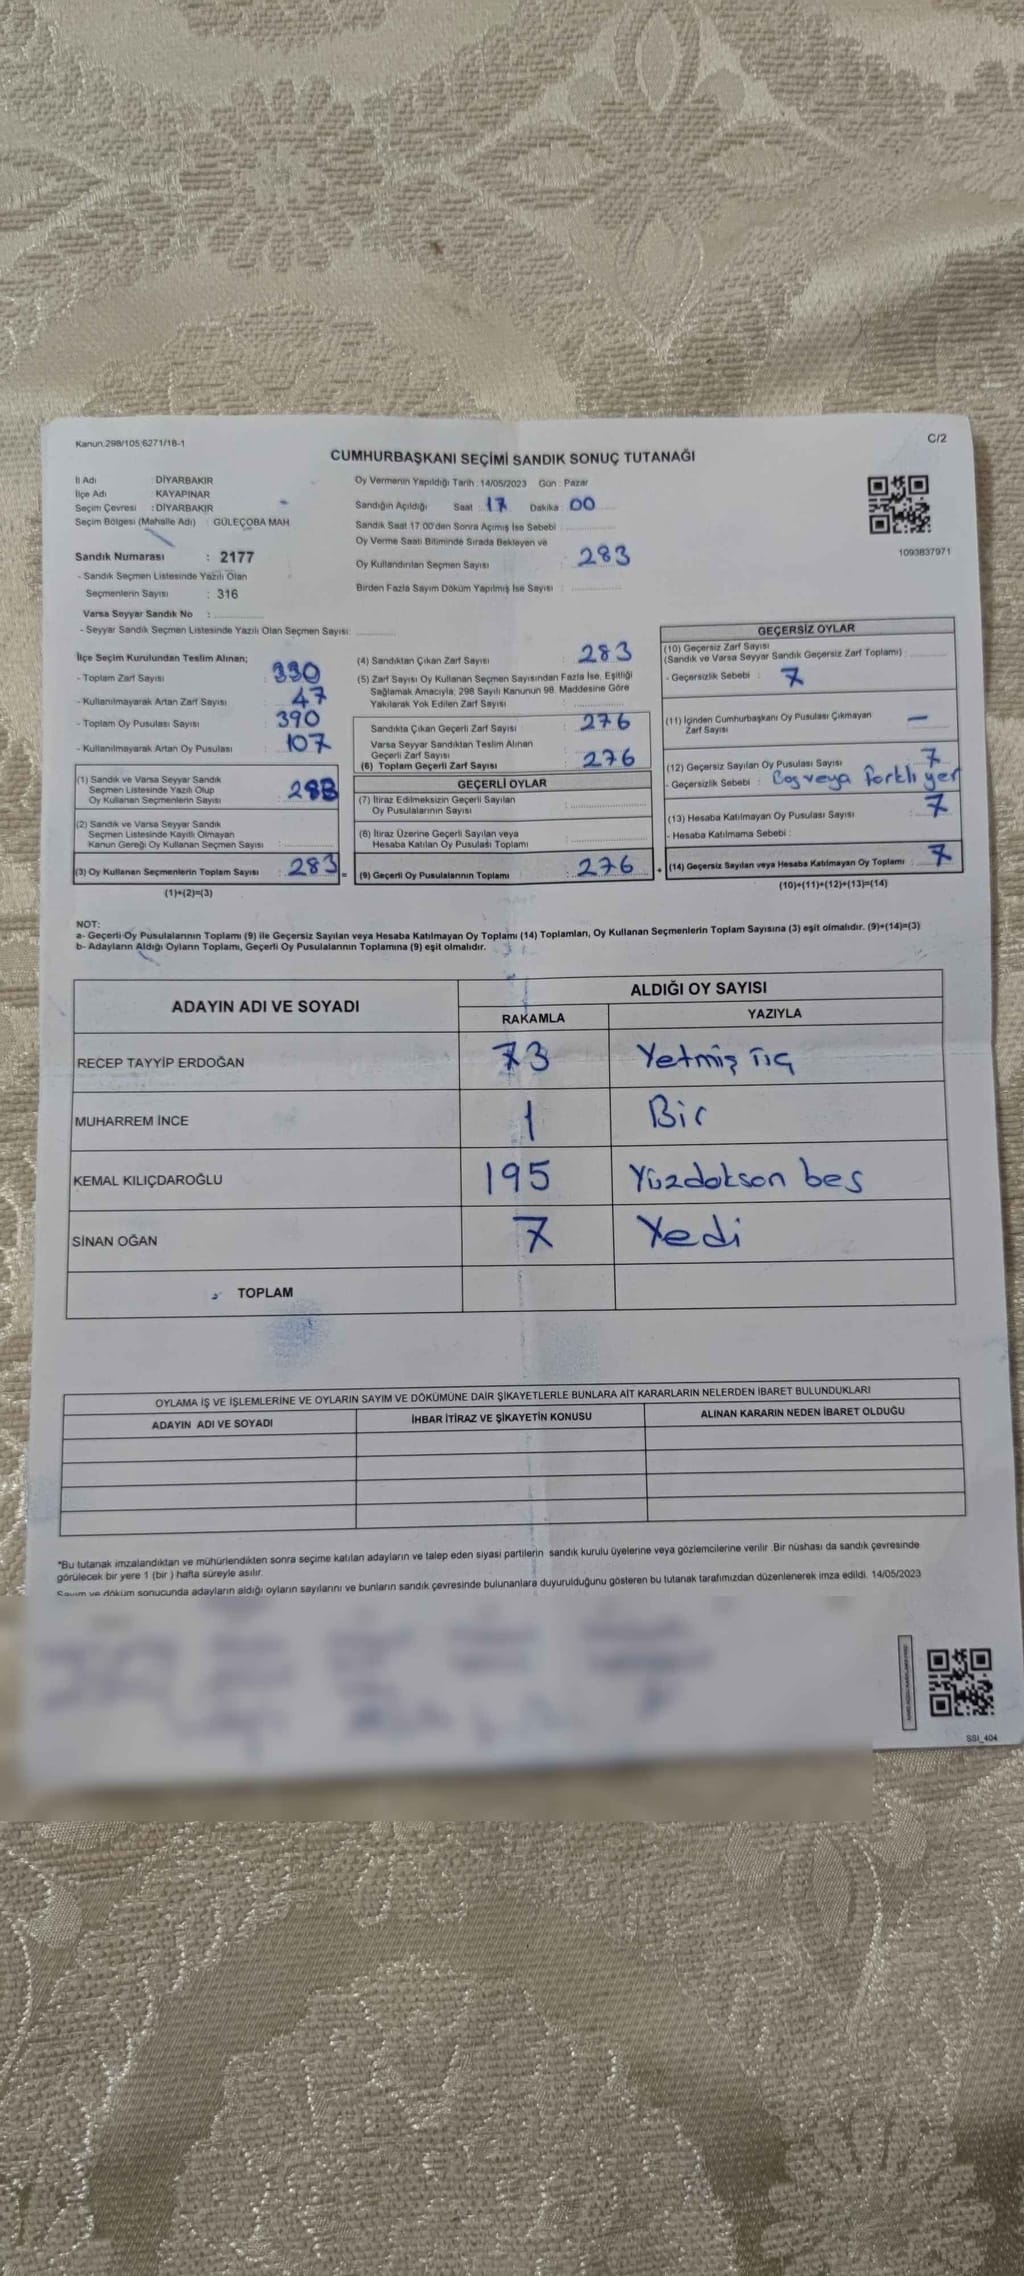 Kanun.298/105,6271/18-1
C/2
CUMHURBAŞKANI SEÇİMİ SANDIK SONUÇ TUTANAĞI
İl Adı : DİYARBAKIR
İlçe Adı : KAYAPINAR
Seçim Çevresi : DİYARBAKIR
Seçim Bölgesi (Mahalle Adı) : GÜLEÇOBA MAH
Sandık Numarası : 2177
- Sandık Seçmen Listesinde Yazılı Olan
Seçmenlerin Sayısı : 316
Varsa Seyyar Sandık No :
- Seyyar Sandık Seçmen Listesinde Yazılı Olan Seçmen Sayısı:
Oy Vermenin Yapıldığı Tarih : 14/05/2023 Gün : Pazar
Sandığın Açıldığı Saat : 17 Dakika : 00
Sandık Saat 17:00'den Sonra Açımış İse Sebebi :
Oy Verme Saati Bitiminde Sırada Bekleyen ve
Oy Kullandırılan Seçmen Sayısı : 283
Birden Fazla Sayım Döküm Yapılmış İse Sayısı :
1093837971
İlçe Seçim Kurulundan Teslim Alınan;
- Toplam Zarf Sayısı : 330
- Kullanılmayarak Artan Zarf Sayısı : 47
- Toplam Oy Pusulası Sayısı : 390
- Kullanılmayarak Artan Oy Pusulası : 107
(1) Sandık ve Varsa Seyyar Sandık
Seçmen Listesinde Yazılı Olup
Oy Kullanan Seçmenlerin Sayısı : 283
(2) Sandık ve Varsa Seyyar Sandık
Seçmen Listesinde Kayıtlı Olmayan
Kanun Gereği Oy Kullanan Seçmen Sayısı :
(3) Oy Kullanan Seçmenlerin Toplam Sayısı : 283 =
(1)+(2)=(3)
(4) Sandıktan Çıkan Zarf Sayısı : 283
(5) Zarf Sayısı Oy Kullanan Seçmen Sayısından Fazla İse, Eşitliği
Sağlamak Amacıyla, 298 Sayılı Kanunun 98. Maddesine Göre
Yakılarak Yok Edilen Zarf Sayısı :
Sandıkta Çıkan Geçerli Zarf Sayısı : 276
Varsa Seyyar Sandıktan Teslim Alınan
Geçerli Zarf Sayısı
(6) Toplam Geçerli Zarf Sayısı : 276
GEÇERLİ OYLAR
(7) İtiraz Edilmeksizin Geçerli Sayılan
Oy Pusulalarının Sayısı :
(8) İtiraz Üzerine Geçerli Sayılan veya
Hesaba Katılan Oy Pusulası Toplamı :
(9) Geçerli Oy Pusulalarının Toplamı : 276 +
GEÇERSİZ OYLAR
(10) Geçersiz Zarf Sayısı
(Sandık ve Varsa Seyyar Sandık Geçersiz Zarf Toplamı) :
- Geçersizlik Sebebi : 7
(11) İçinden Cumhurbaşkanı Oy Pusulası Çıkmayan
Zarf Sayısı : —
(12) Geçersiz Sayılan Oy Pusulası Sayısı : 7
- Geçersizlik Sebebi : Boş veya farklı yer
(13) Hesaba Katılmayan Oy Pusulası Sayısı : 7
- Hesaba Katılmama Sebebi :
(14) Geçersiz Sayılan veya Hesaba Katılmayan Oy Toplamı : 7
(10)+(11)+(12)+(13)=(14)
NOT:
a- Geçerli Oy Pusulalarının Toplamı (9) ile Geçersiz Sayılan veya Hesaba Katılmayan Oy Toplamı (14) Toplamları, Oy Kullanan Seçmenlerin Toplam Sayısına (3) eşit olmalıdır. (9)+(14)=(3)
b- Adayların Aldığı Oyların Toplamı, Geçerli Oy Pusulalarının Toplamına (9) eşit olmalıdır.
ADAYIN ADI VE SOYADI
ALDIĞI OY SAYISI
RAKAMLA YAZIYLA
RECEP TAYYİP ERDOĞAN 73 Yetmiş üç
MUHARREM İNCE 1 Bir
KEMAL KILIÇDAROĞLU 195 Yüzdoksan beş
SİNAN OĞAN 7 Yedi
TOPLAM
OYLAMA İŞ VE İŞLEMLERİNE VE OYLARIN SAYIM VE DÖKÜMÜNE DAİR ŞİKAYETLERLE BUNLARA AİT KARARLARIN NELERDEN İBARET BULUNDUKLARI
ADAYIN ADI VE SOYADI İHBAR İTİRAZ VE ŞİKAYETİN KONUSU ALINAN KARARIN NEDEN İBARET OLDUĞU
*Bu tutanak imzalandıktan ve mühürlendikten sonra seçime katılan adayların ve talep eden siyasi partilerin sandık kurulu üyelerine veya gözlemcilerine verilir. Bir nüshası da sandık çevresinde
görülecek bir yere 1 (bir ) hafta süreyle asılır.
Sayım ve döküm sonucunda adayların aldığı oyların sayılarını ve bunların sandık çevresinde bulunanlara duyurulduğunu gösteren bu tutanak tarafımızdan düzenlenerek imza edildi. 14/05/2023
SSI_404